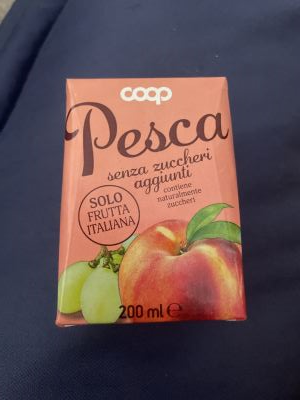 coop
Pesca
senza zuccheri
aggiunti
contiene
naturalmente
zuccheri
SOLO
FRUTTA
ITALIANA
200 ml ℮